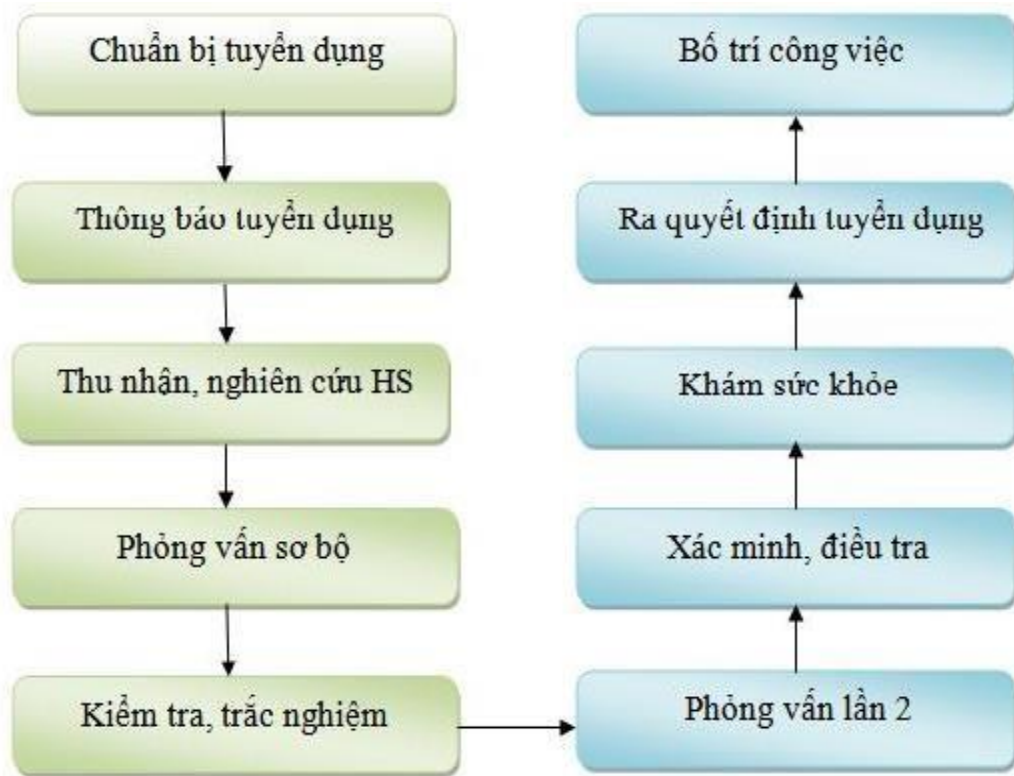 Chuẩn bị tuyển dụng
Thông báo tuyển dụng
Thu nhận, nghiên cứu HS
Phỏng vấn sơ bộ
Kiểm tra, trắc nghiệm
Phỏng vấn lần 2
Xác minh, điều tra
Khám sức khỏe
Ra quyết định tuyển dụng
Bố trí công việc